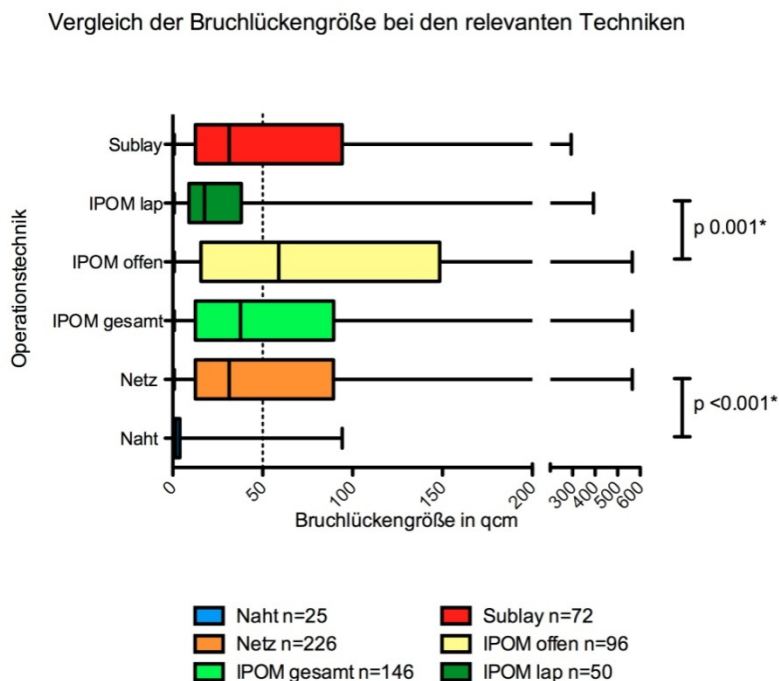 Vergleich der Bruchlückengröße bei den relevanten Techniken
Operationstechnik
Sublay
IPOM lap
IPOM offen
IPOM gesamt
Netz
Naht
p 0.001*
p <0.001*
0 50 100 150 200 300 400 500 600
Bruchlückengröße in qcm
Naht n=25
Netz n=226
IPOM gesamt n=146
Sublay n=72
IPOM offen n=96
IPOM lap n=50